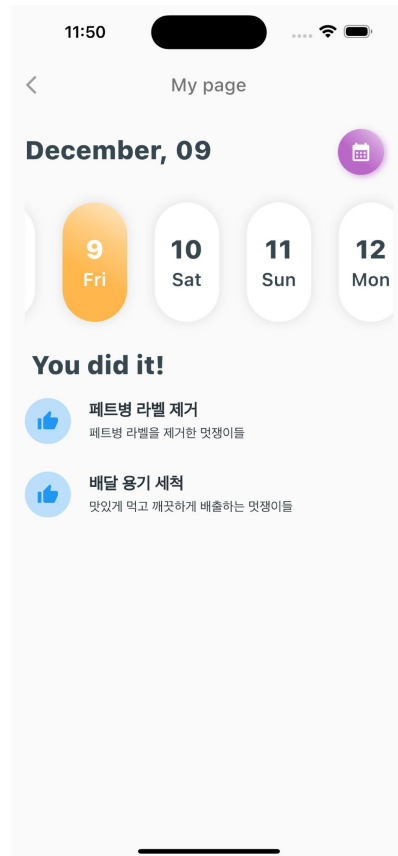 11:50
My page
December, 09
9 10 11 12
Fri Sat Sun Mon
You did it!
페트병 라벨 제거
페트병 라벨을 제거한 멋쟁이들
배달 용기 세척
맛있게 먹고 깨끗하게 배출하는 멋쟁이들